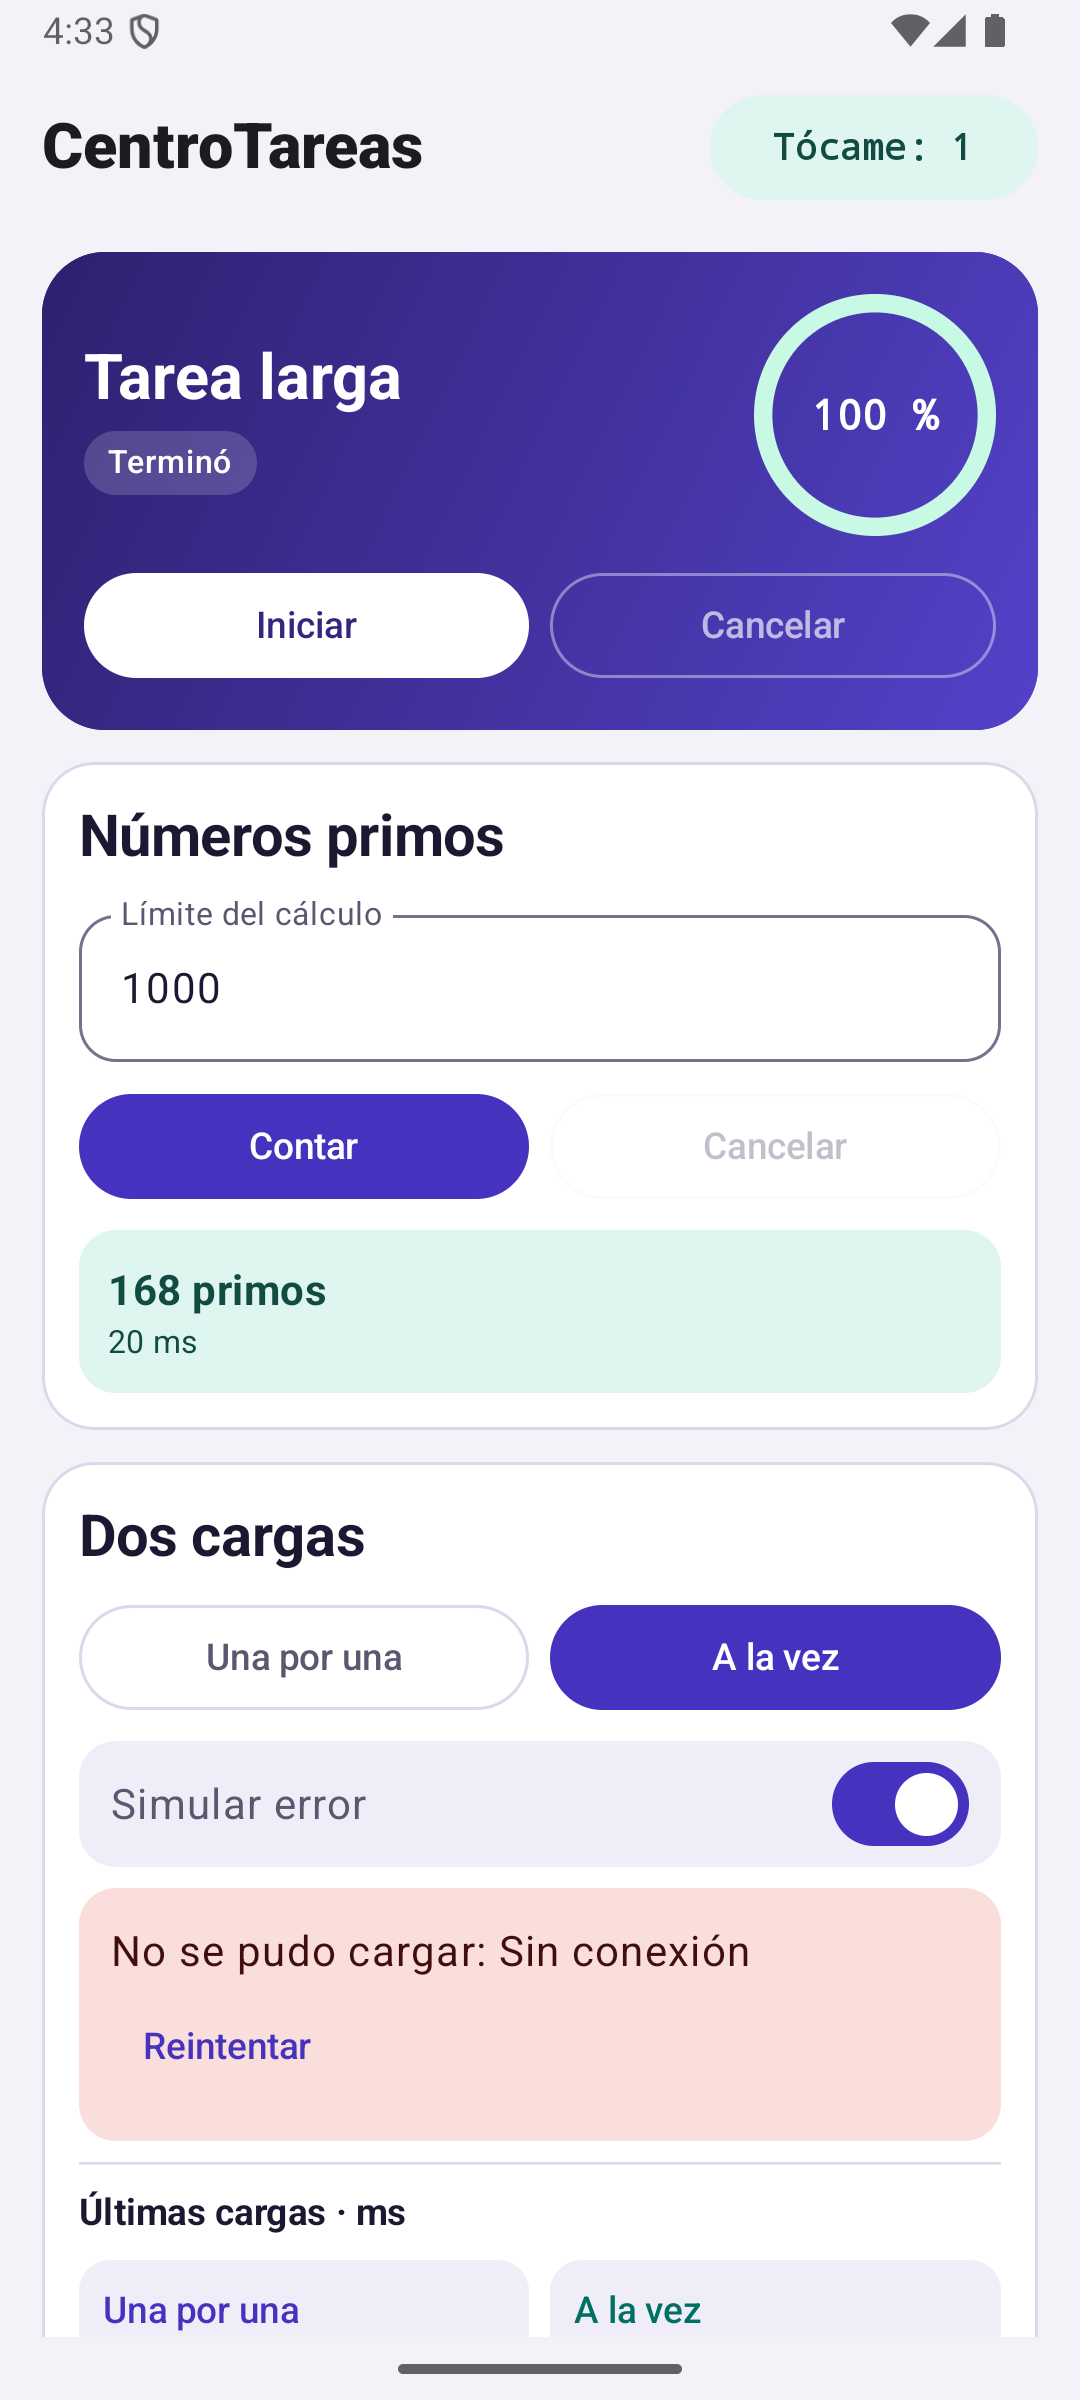 4:33
CentroTareas
Tócame: 1
Tarea larga
Terminó
100 %
Iniciar
Cancelar
Números primos
Límite del cálculo
1000
Contar
Cancelar
168 primos
20 ms
Dos cargas
Una por una
A la vez
Simular error
No se pudo cargar: Sin conexión
Reintentar
Últimas cargas · ms
Una por una
A la vez